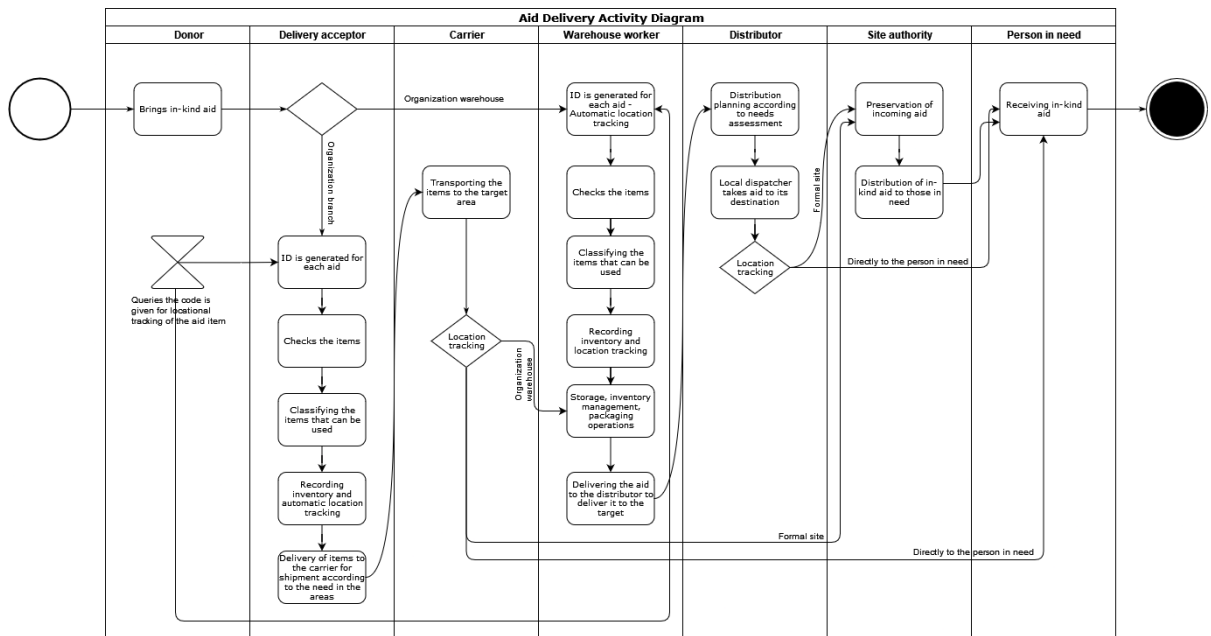 Aid Delivery Activity Diagram
Donor
Delivery acceptor
Carrier
Warehouse worker
Distributor
Site authority
Person in need
Brings in-kind aid
Organization warehouse
Organization
branch
ID is generated for
each aid -
Automatic location
tracking
Distribution
planning according
to needs
assessment
Preservation of
incoming aid
Receiving in-kind
aid
Transporting the
items to the target
area
Checks the items
Local dispatcher
takes aid to its
destination
Formal site
Distribution of in-
kind aid to those in
need
Queries the code is
given for locational
tracking of the aid item
ID is generated for
each aid
Classifying the
items that can be
used
Location
tracking
Directly to the person in need
Checks the items
Location
tracking
Organization
warehouse
Recording
inventory and
location tracking
Classifying the
items that can be
used
Storage, inventory
management,
packaging
operations
Recording
inventory and
automatic location
tracking
Delivering the aid
to the distributor to
deliver it to the
target
Delivery of items to
the carrier for
shipment according
to the need in the
areas
Formal site
Directly to the person in need